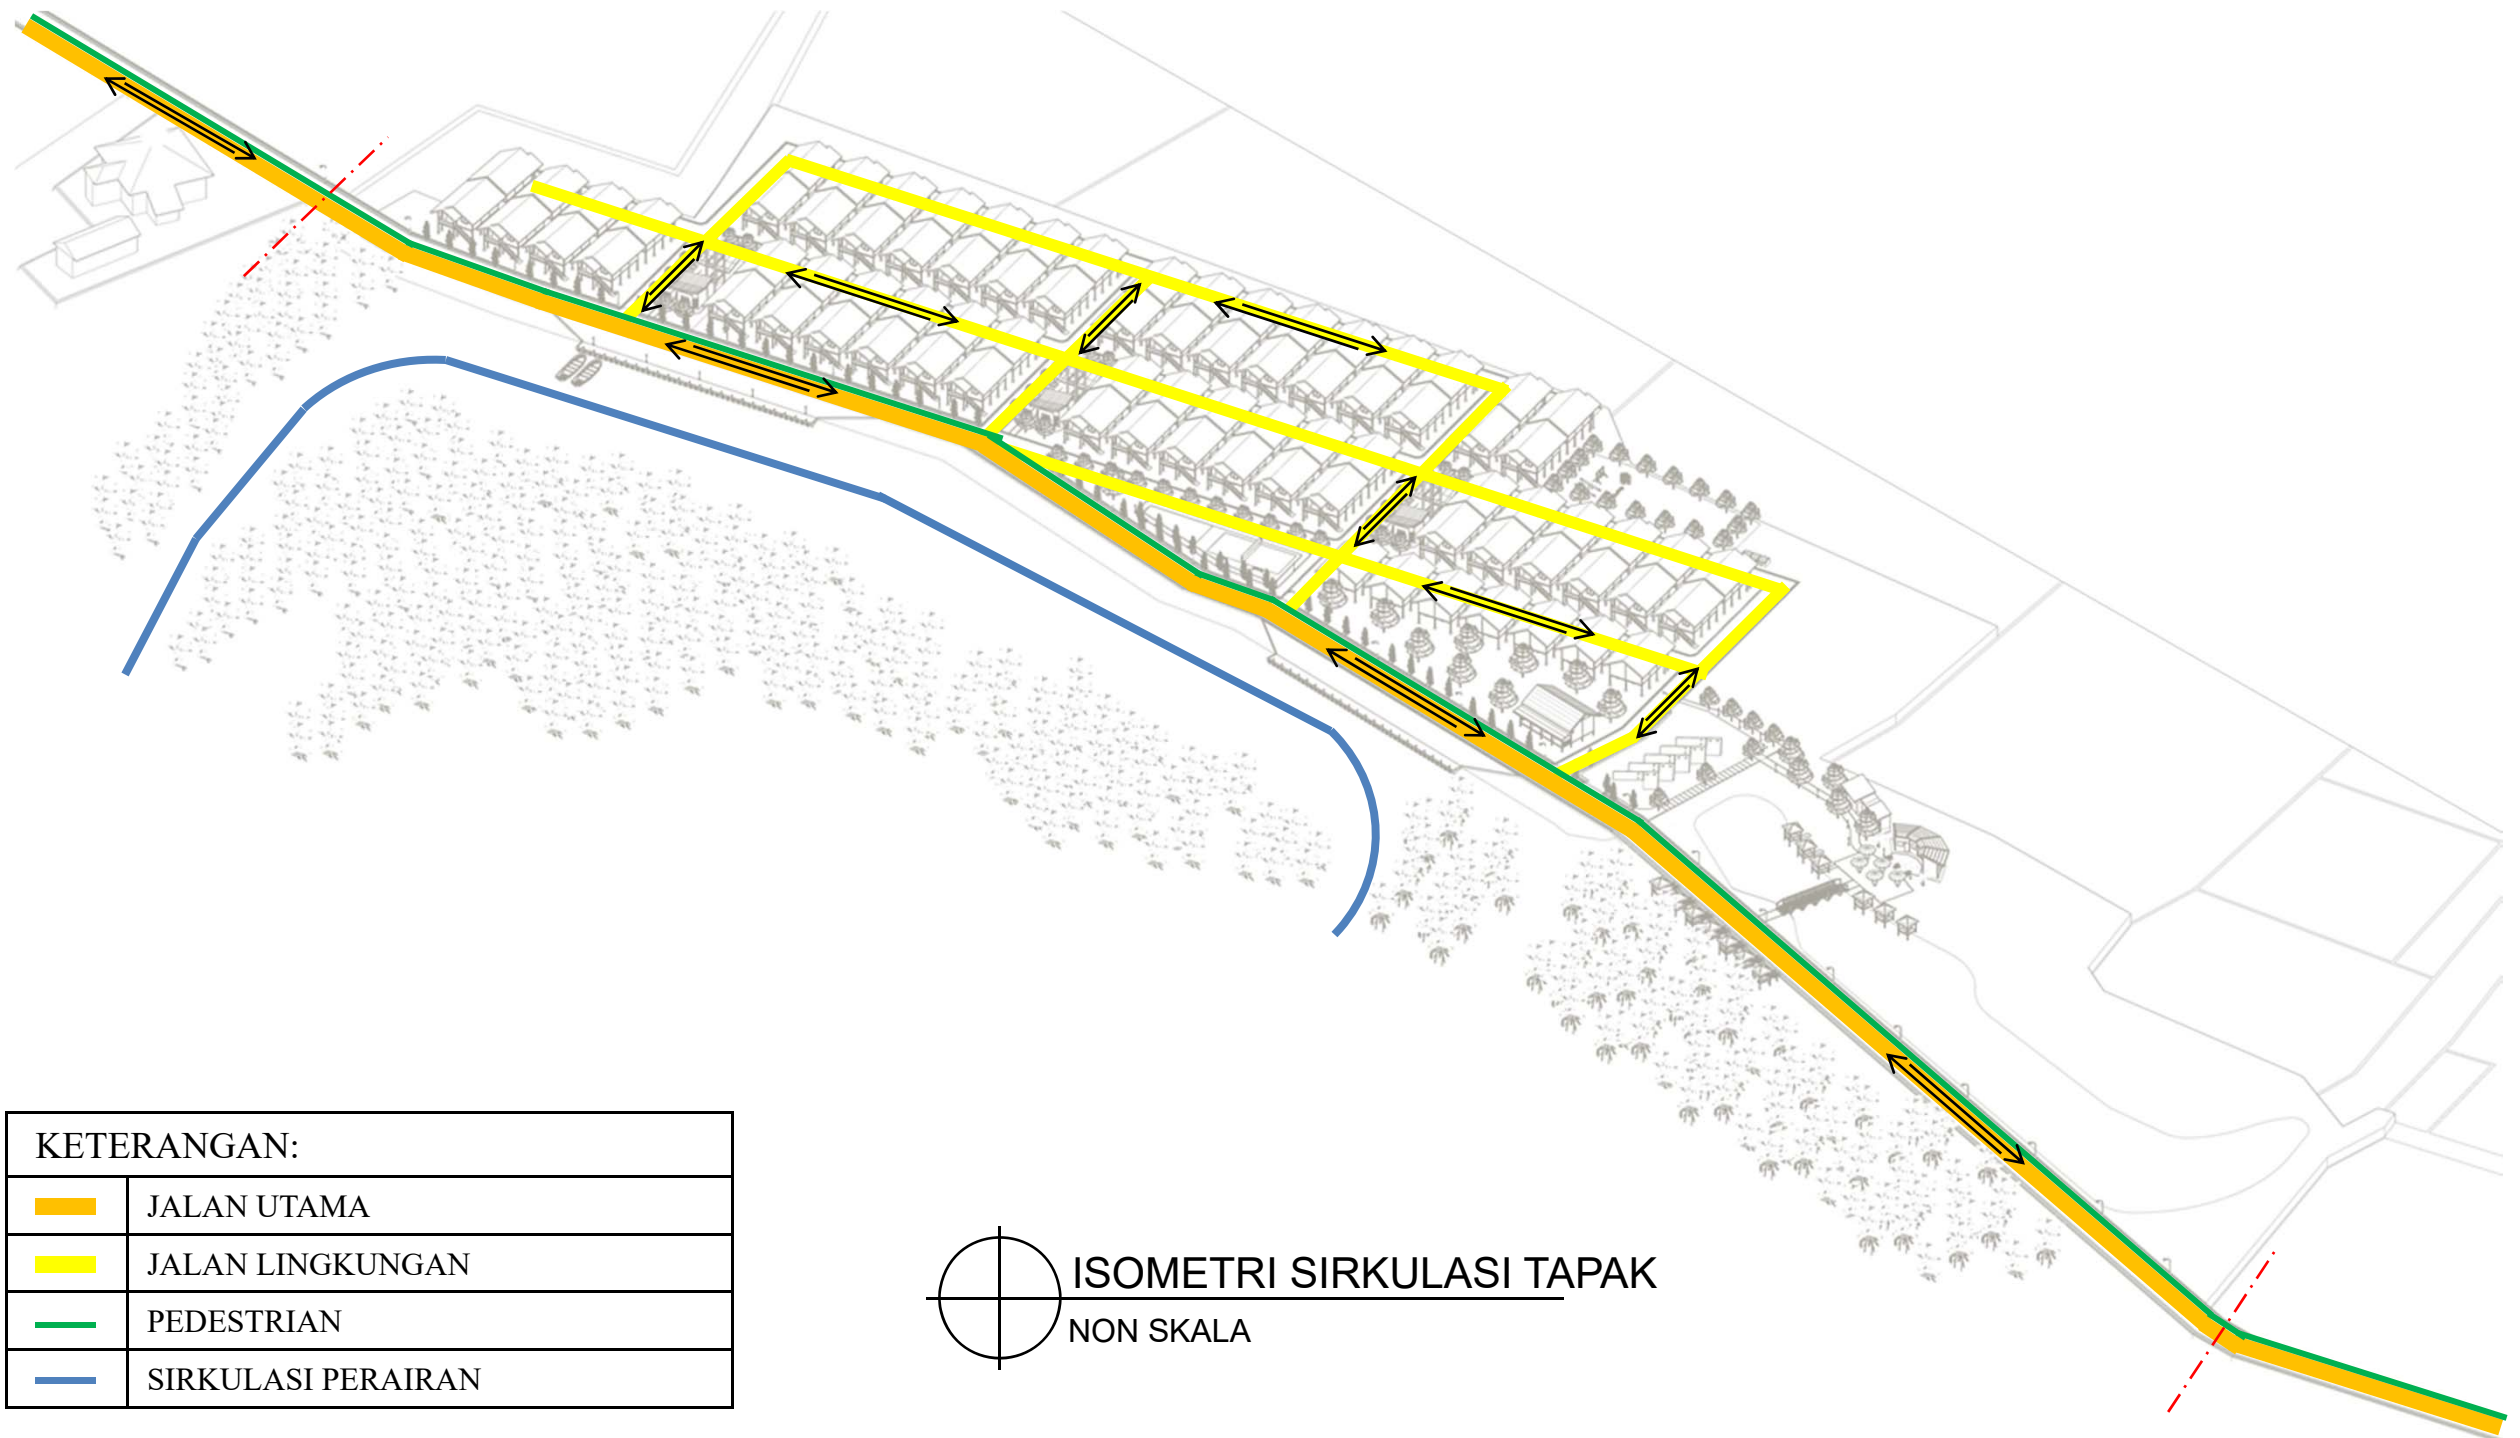 KETERANGAN:
JALAN UTAMA
JALAN LINGKUNGAN
PEDESTRIAN
SIRKULASI PERAIRAN
ISOMETRI SIRKULASI TAPAK
NON SKALA